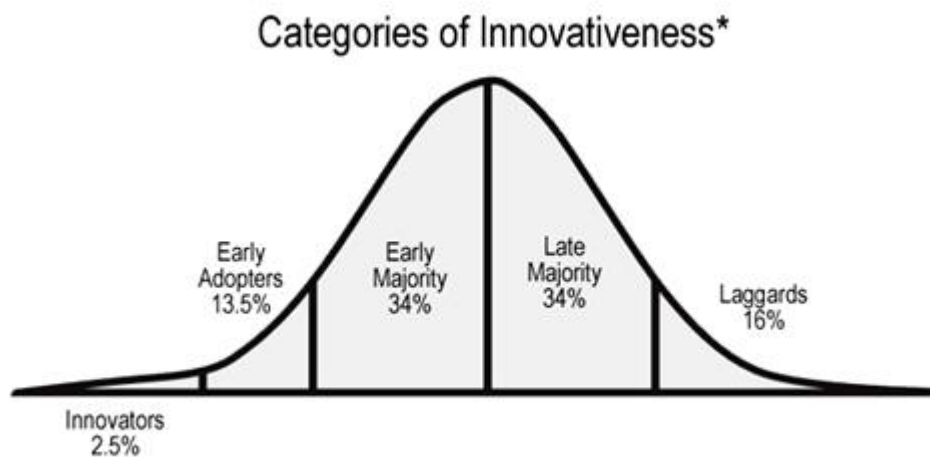 Categories of Innovativeness*
Early
Adopters
13.5%
Early
Majority
34%
Late
Majority
34%
Laggards
16%
Innovators
2.5%